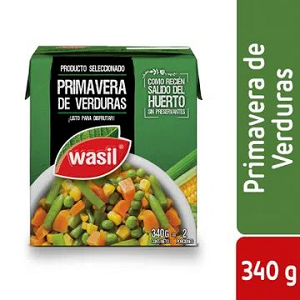 PRODUCTO SELECCIONADO
PRIMAVERA
DE VERDURAS
¡LISTO PARA DISFRUTAR!
COMO RECIÉN
SALIDO DEL
HUERTO
SIN PRESERVANTES
wasil
340 g
2
Primavera de
Verduras
340 g